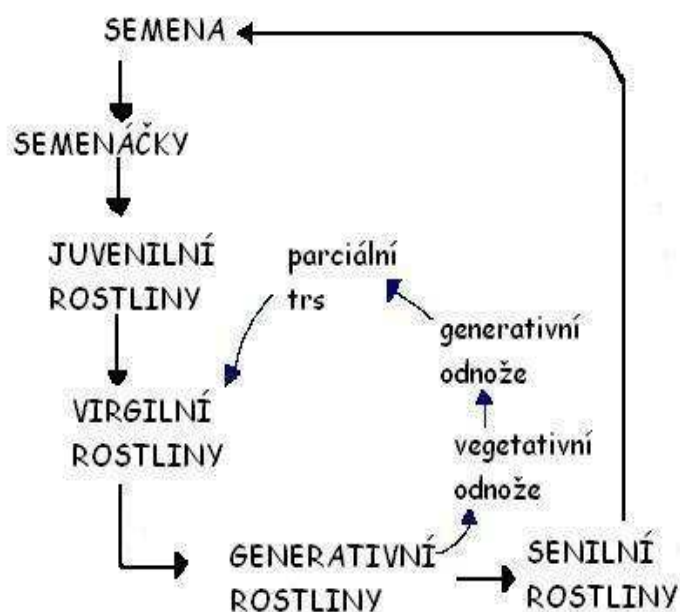 SEMENA
SEMENÁČKY
JUVENILNÍ
ROSTLINY
parciální
trs
generativní
odnože
VIRGILNÍ
ROSTLINY
vegetativní
odnože
GENERATIVNÍ
ROSTLINY
SENILNÍ
ROSTLINY